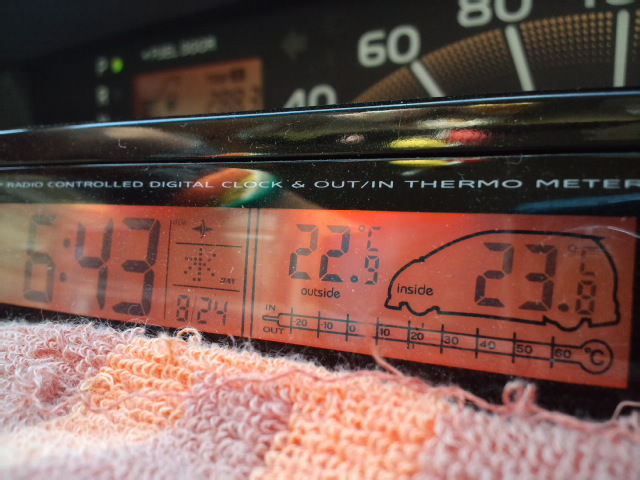 60
80
40
P
R
RADIO CONTROLLED DIGITAL CLOCK & OUT/IN THERMO METER
6:43
8/24
22.9°C
outside
inside
23.8°C
IN
OUT
-20 -10 0 10 20 30 40 50 60 °C